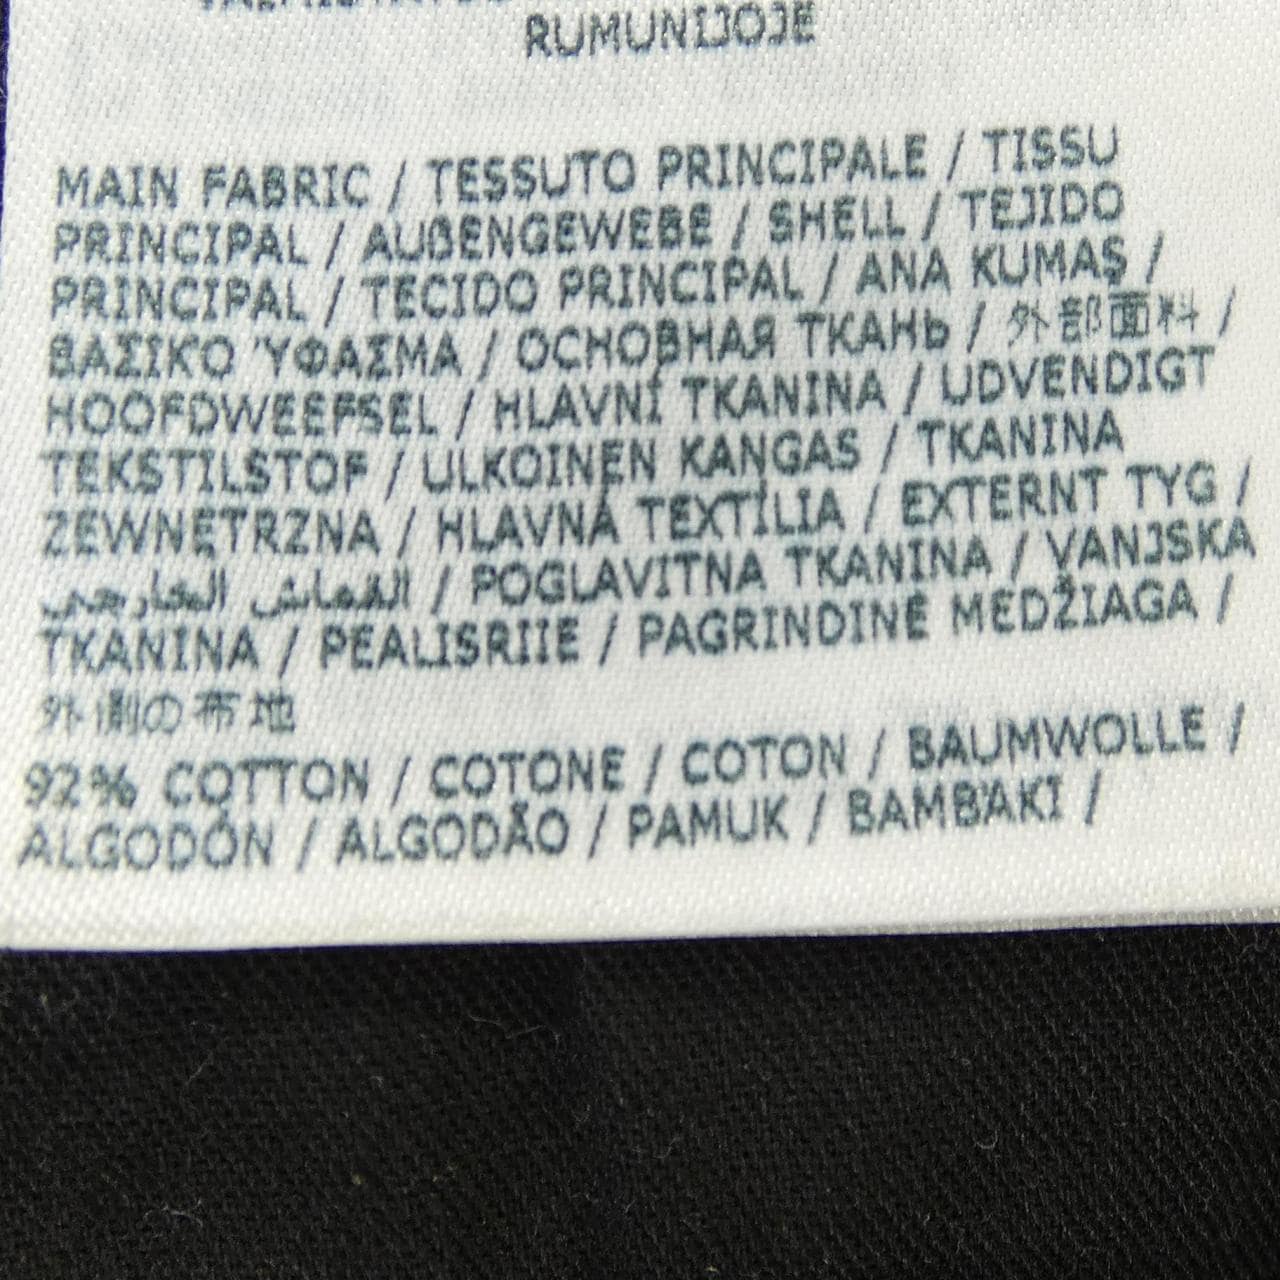 RUMUNIJOJE
MAIN FABRIC / TESSUTO PRINCIPALE / TISSU
PRINCIPAL / AUßENGEWEBE / SHELL / TEJIDO
PRINCIPAL / TECIDO PRINCIPAL / ANA KUMAŞ /
ΒΑΣΙΚΟ ΎΦΑΣΜΑ / ОСНОВНАЯ ТКАНЬ / 外部面料 /
HOOFDWEEFSEL / HLAVNÍ TKANINA / UDVENDIGT
TEKSTILSTOF / ULKOINEN KANGAS / TKANINA
ZEWNĘTRZNA / HLAVNÁ TEXTÍLIA / EXTERNT TYG /
القماش الخارجي / POGLAVITNA TKANINA / VANJSKA
TKANINA / PEALISRIIE / PAGRINDINĖ MEDŽIAGA /
外側の布地
92% COTTON / COTONE / COTON / BAUMWOLLE /
ALGODÓN / ALGODÃO / PAMUK / BAMBAKI /